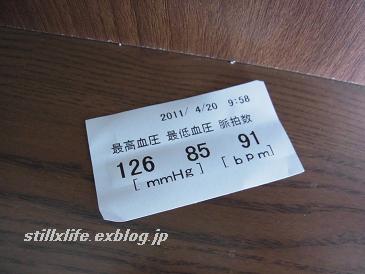 2011/ 4/20 9:58
最高血圧 最低血圧 脈拍数
126 85 91
[ mmHg ] [ bpm ]
stillxlife.exblog.jp